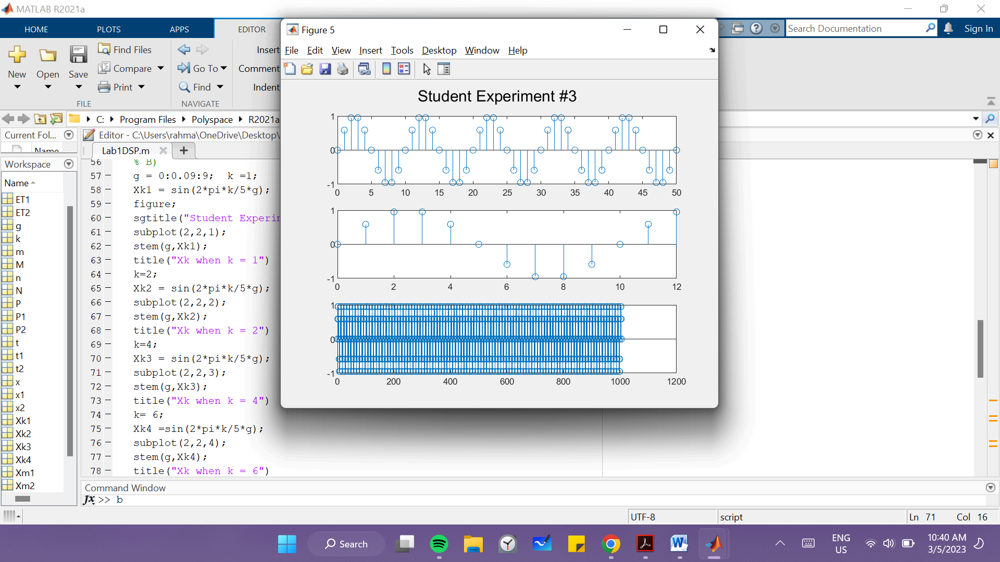 MATLAB R2021a
HOME PLOTS APPS EDITOR
Search Documentation
Sign In
New
Open
Save
Find Files
Compare
Print
FILE
Go To
Find
NAVIGATE
Insert
Comment
Indent
C: Program Files Polyspace R2021a
Current Fol...
Name
Workspace
Name
ET1
ET2
g
k
m
M
n
N
P
P1
P2
t
t1
t2
x
x1
x2
Xk1
Xk2
Xk3
Xk4
Xm1
Xm2
Editor - C:\Users\rahma\OneDrive\Desktop\
Lab1DSP.m
56 % B)
57 – g = 0:0.09:9; k =1;
58 – Xk1 = sin(2*pi*k/5*g);
59 – figure;
60 – sgtitle("Student Experim
61 – subplot(2,2,1);
62 – stem(g,Xk1);
63 – title("Xk when k = 1")
64 – k=2;
65 – Xk2 = sin(2*pi*k/5*g);
66 – subplot(2,2,2);
67 – stem(g,Xk2);
68 – title("Xk when k = 2")
69 – k=4;
70 – Xk3 = sin(2*pi*k/5*g);
71 – subplot(2,2,3);
72 – stem(g,Xk3);
73 – title("Xk when k = 4")
74 – k= 6;
75 – Xk4 =sin(2*pi*k/5*g);
76 – subplot(2,2,4);
77 – stem(g,Xk4);
78 – title("Xk when k = 6")
Figure 5
File Edit View Insert Tools Desktop Window Help
Student Experiment #3
1
0
-1
0 5 10 15 20 25 30 35 40 45 50
1
0
-1
0 2 4 6 8 10 12
1
0
-1
0 200 400 600 800 1000 1200
Command Window
fx >> b
UTF-8
script
Ln 71 Col 16
Search
ENG
US
10:40 AM
3/5/2023